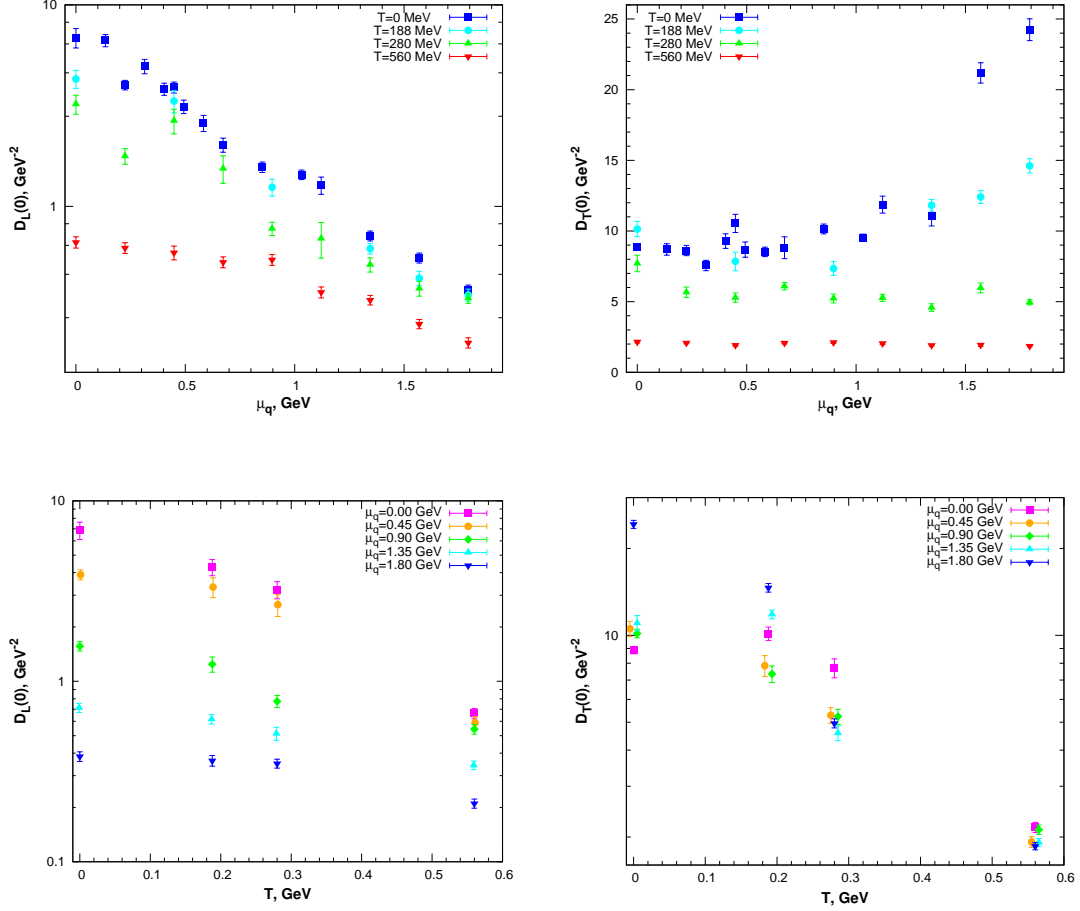 10
1
D_L(0), GeV^-2
T=0 MeV
T=188 MeV
T=280 MeV
T=560 MeV
0 0.5 1 1.5
μ_q, GeV
25
20
15
10
5
0
D_T(0), GeV^-2
T=0 MeV
T=188 MeV
T=280 MeV
T=560 MeV
0 0.5 1 1.5
μ_q, GeV
10
1
0.1
D_L(0), GeV^-2
μ_q=0.00 GeV
μ_q=0.45 GeV
μ_q=0.90 GeV
μ_q=1.35 GeV
μ_q=1.80 GeV
0 0.1 0.2 0.3 0.4 0.5 0.6
T, GeV
10
D_T(0), GeV^-2
μ_q=0.00 GeV
μ_q=0.45 GeV
μ_q=0.90 GeV
μ_q=1.35 GeV
μ_q=1.80 GeV
0 0.1 0.2 0.3 0.4 0.5 0.6
T, GeV